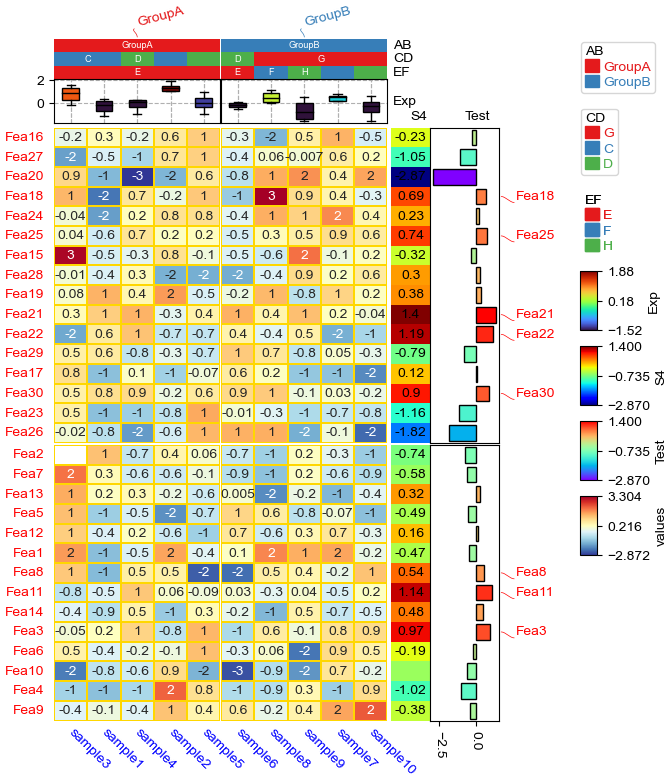 GroupA
GroupB
GroupA GroupB AB
C D D G CD
E E F H EF
2
0
Exp
S4 Test
Fea16 -0.2 0.3 -0.2 0.6 1 -0.3 -2 0.5 1 -0.5 -0.23
Fea27 -2 -0.5 -1 0.7 1 -0.4 0.06 -0.007 0.6 0.2 -1.05
Fea20 0.9 -1 -3 -2 0.6 -0.8 1 2 0.4 2 -2.87
Fea18 1 -2 0.7 -0.2 1 1 3 0.9 0.4 -0.3 0.69 Fea18
Fea24 -0.04 -2 0.2 0.8 0.8 -0.4 1 1 2 0.4 0.23
Fea25 0.04 -0.6 0.7 0.2 0.2 -0.5 0.3 0.5 0.9 0.6 0.74 Fea25
Fea15 3 -0.5 -0.3 0.8 -0.1 -0.5 -0.6 2 -0.1 0.2 -0.32
Fea28 -0.01 -0.4 0.3 -2 -2 -2 -0.4 0.9 0.2 0.6 0.3
Fea19 0.08 1 0.4 2 -0.5 -0.2 1 -0.8 1 0.2 0.38
Fea21 0.3 1 1 -0.3 0.4 1 0.4 1 0.2 -0.04 1.4 Fea21
Fea22 -2 0.6 1 -0.7 -0.7 0.4 -0.4 0.5 -2 -1 1.19 Fea22
Fea29 0.5 0.6 -0.8 -0.3 -0.7 1 0.7 -0.8 0.05 -0.3 -0.79
Fea17 0.8 -1 0.1 -1 -0.07 0.6 0.2 -1 -1 -2 0.12
Fea30 0.5 0.8 0.9 -0.2 0.6 0.9 1 -0.1 0.03 -0.2 0.9 Fea30
Fea23 0.5 -1 -1 -0.8 1 -0.01 -0.3 -1 -0.7 -0.8 -1.16
Fea26 -0.02 -0.8 -2 -0.6 1 1 1 -2 -0.1 -2 -1.82
Fea2 1 -0.7 0.4 0.06 -0.7 -1 0.2 -0.3 -1 -0.74
Fea7 2 0.3 -0.6 -0.6 -0.1 -0.9 -1 0.2 -0.6 -0.9 -0.58
Fea13 1 0.2 0.3 -0.2 -0.6 0.005 -2 -0.2 -1 -0.4 0.32
Fea5 1 -1 -0.5 -2 -0.7 1 0.6 -0.8 -0.07 -1 -0.49
Fea12 1 -0.4 0.2 -0.6 -1 0.7 -0.6 0.3 0.7 -0.3 0.16
Fea1 2 -1 -0.5 2 -0.4 0.1 2 1 2 -0.2 -0.47
Fea8 1 -1 0.5 0.5 -2 -2 0.5 0.4 -0.2 1 0.54 Fea8
Fea11 -0.8 -0.5 1 0.06 -0.09 0.03 -0.3 0.04 -0.5 0.2 1.14 Fea11
Fea14 -0.4 -0.9 0.5 -1 0.3 -0.2 -1 0.5 -0.7 -0.5 0.48
Fea3 -0.05 0.2 1 -0.8 1 -1 0.6 -0.1 0.8 0.9 0.97 Fea3
Fea6 0.5 -0.4 -0.2 -0.1 1 -0.3 0.06 -2 0.9 0.5 -0.19
Fea10 -2 -0.8 -0.6 0.9 -2 -3 -0.9 -2 0.7 -0.2
Fea4 -1 -1 -1 2 0.8 -1 -0.9 0.3 -1 0.9 -1.02
Fea9 -0.4 -0.1 -0.4 1 0.4 0.6 -0.2 0.4 2 2 -0.38
sample3 sample1 sample4 sample2 sample5 sample6 sample8 sample9 sample7 sample10
-2.5 0.0
AB
GroupA
GroupB
CD
G
C
D
EF
E
F
H
1.88
0.18
-1.52
Exp
1.400
-0.735
-2.870
S4
1.400
-0.735
-2.870
Test
3.304
0.216
-2.872
values